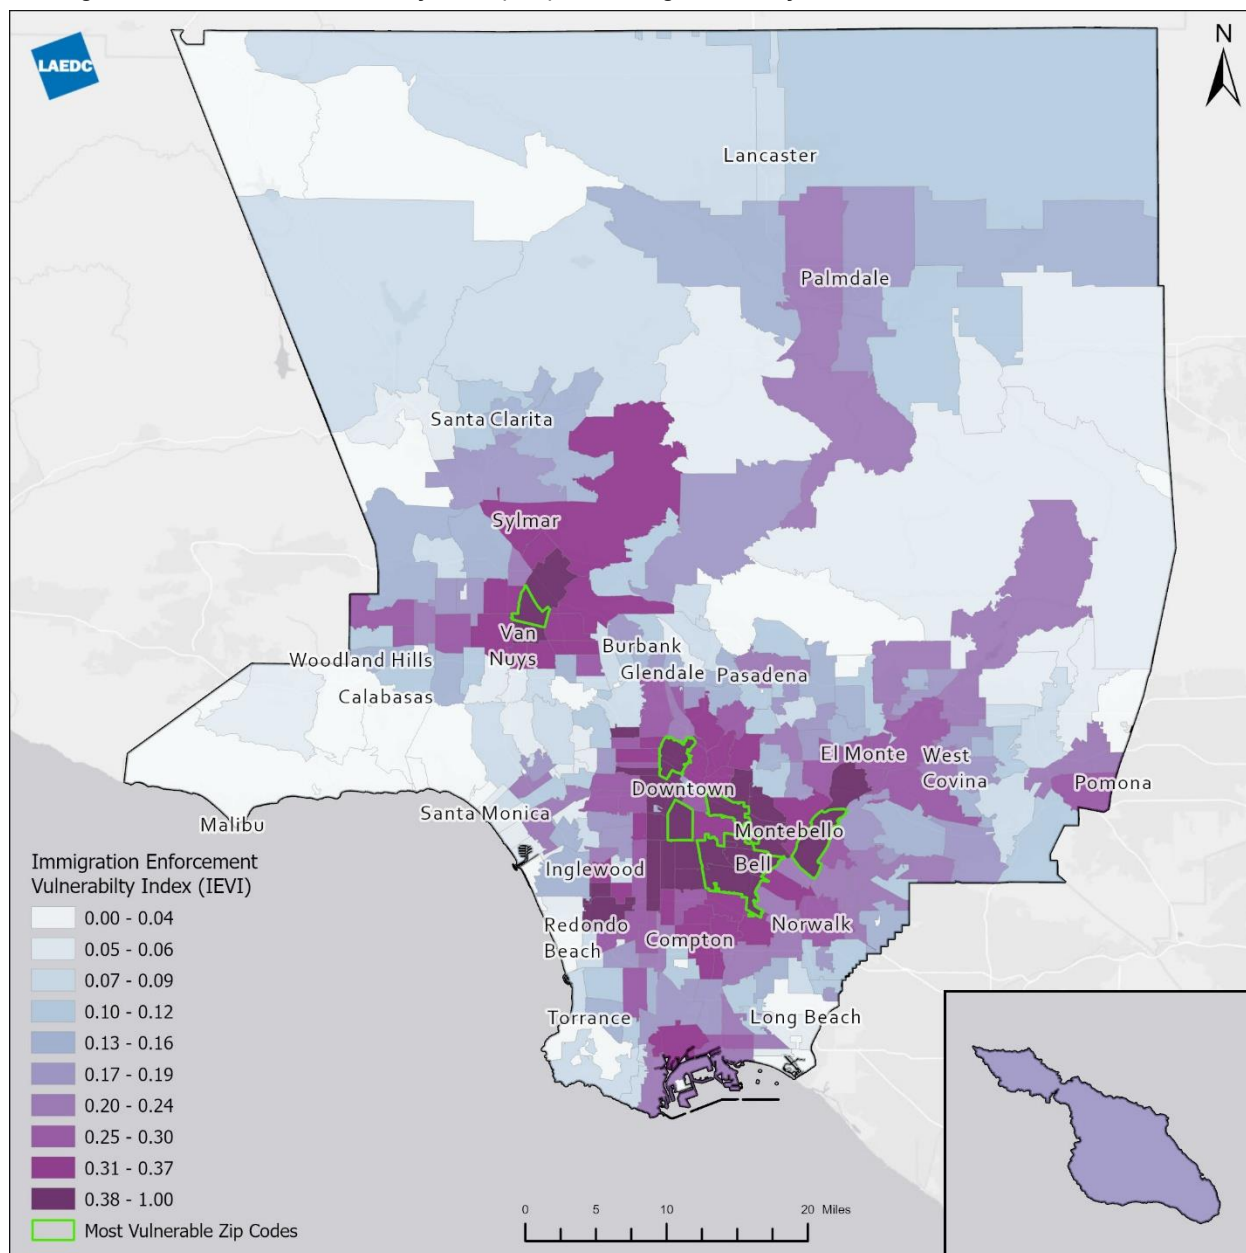 LAEDC
N
Lancaster
Palmdale
Santa Clarita
Sylmar
Van
Nuys
Burbank
Glendale
Pasadena
Woodland Hills
Calabasas
El Monte
West
Covina
Pomona
Downtown
Santa Monica
Malibu
Montebello
Bell
Inglewood
Redondo
Beach
Compton
Norwalk
Torrance
Long Beach
Immigration Enforcement
Vulnerabilty Index (IEVI)
0.00 - 0.04
0.05 - 0.06
0.07 - 0.09
0.10 - 0.12
0.13 - 0.16
0.17 - 0.19
0.20 - 0.24
0.25 - 0.30
0.31 - 0.37
0.38 - 1.00
Most Vulnerable Zip Codes
0 5 10 20 Miles